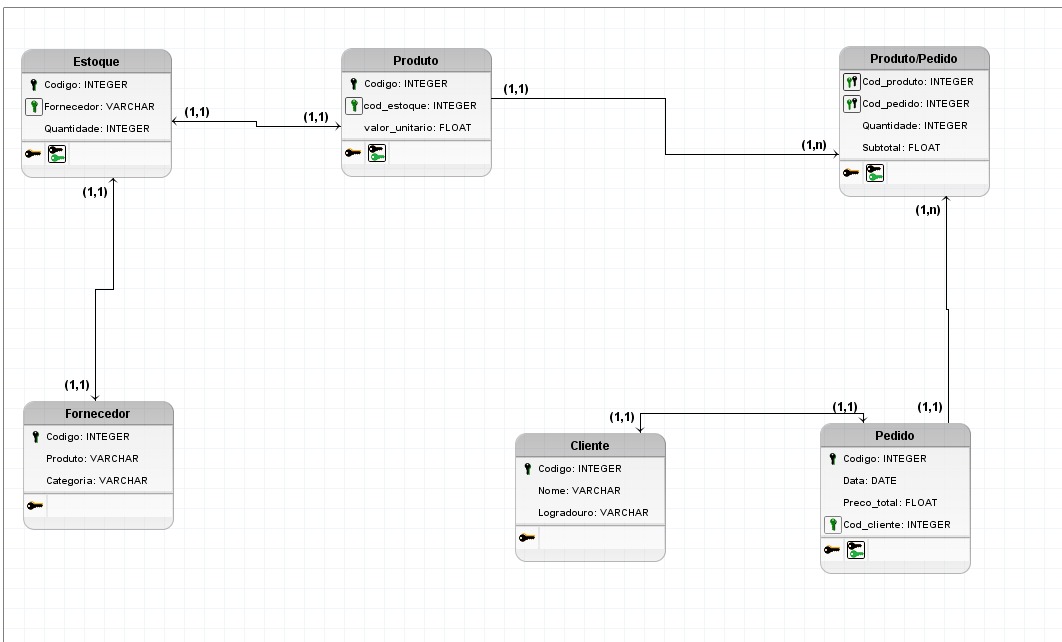 Estoque
Codigo: INTEGER
Fornecedor: VARCHAR
Quantidade: INTEGER
(1,1)
(1,1)
Produto
Codigo: INTEGER
cod_estoque: INTEGER
valor_unitario: FLOAT
(1,1)
(1,n)
Produto/Pedido
Cod_produto: INTEGER
Cod_pedido: INTEGER
Quantidade: INTEGER
Subtotal: FLOAT
(1,1)
(1,n)
(1,1)
Fornecedor
Codigo: INTEGER
Produto: VARCHAR
Categoria: VARCHAR
(1,1)
(1,1)
(1,1)
Cliente
Codigo: INTEGER
Nome: VARCHAR
Logradouro: VARCHAR
Pedido
Codigo: INTEGER
Data: DATE
Preco_total: FLOAT
Cod_cliente: INTEGER